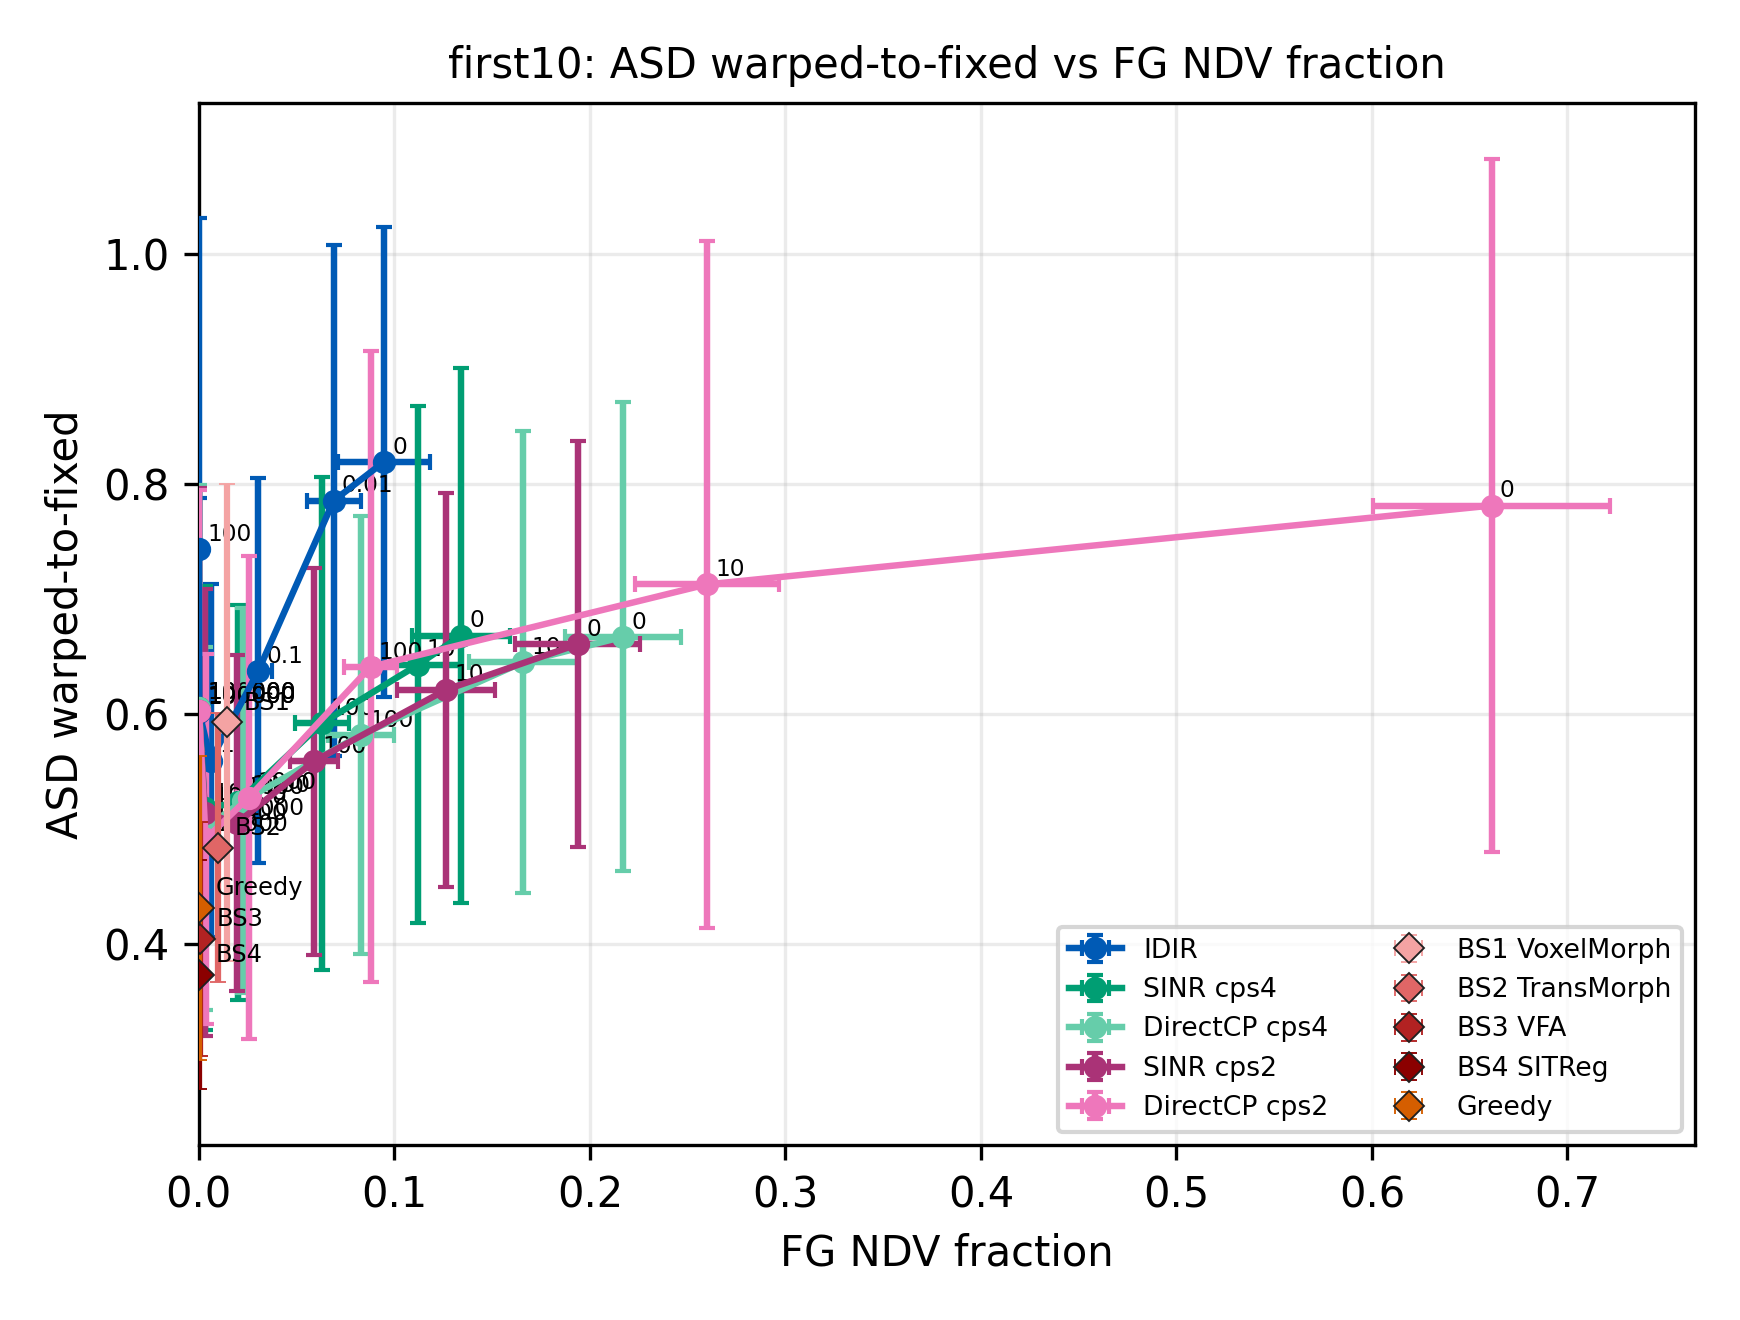 first10: ASD warped-to-fixed vs FG NDV fraction
ASD warped-to-fixed
1.0
0.8
0.6
0.4
0
0.01
0
100
10
0
0
0
0.1
100
10
10
BS1
100
100
BS2
Greedy
BS3
BS4
IDIR
SINR cps4
DirectCP cps4
SINR cps2
DirectCP cps2
BS1 VoxelMorph
BS2 TransMorph
BS3 VFA
BS4 SITReg
Greedy
0.0 0.1 0.2 0.3 0.4 0.5 0.6 0.7
FG NDV fraction